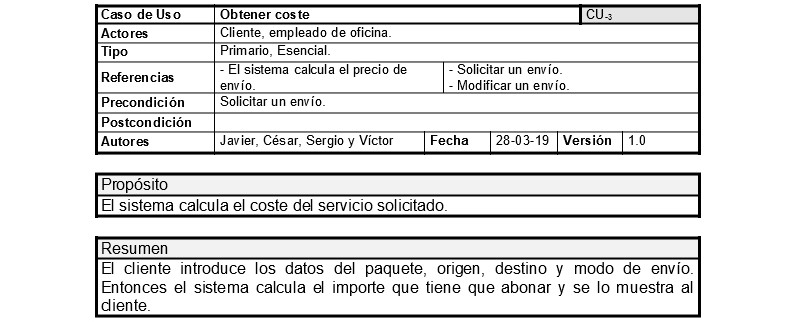 Caso de Uso Obtener coste CU-3
Actores Cliente, empleado de oficina.
Tipo Primario, Esencial.
Referencias - El sistema calcula el precio de envío. - Solicitar un envío. - Modificar un envío.
Precondición Solicitar un envío.
Postcondición
Autores Javier, César, Sergio y Víctor Fecha 28-03-19 Versión 1.0
Propósito
El sistema calcula el coste del servicio solicitado.
Resumen
El cliente introduce los datos del paquete, origen, destino y modo de envío.
Entonces el sistema calcula el importe que tiene que abonar y se lo muestra al
cliente.